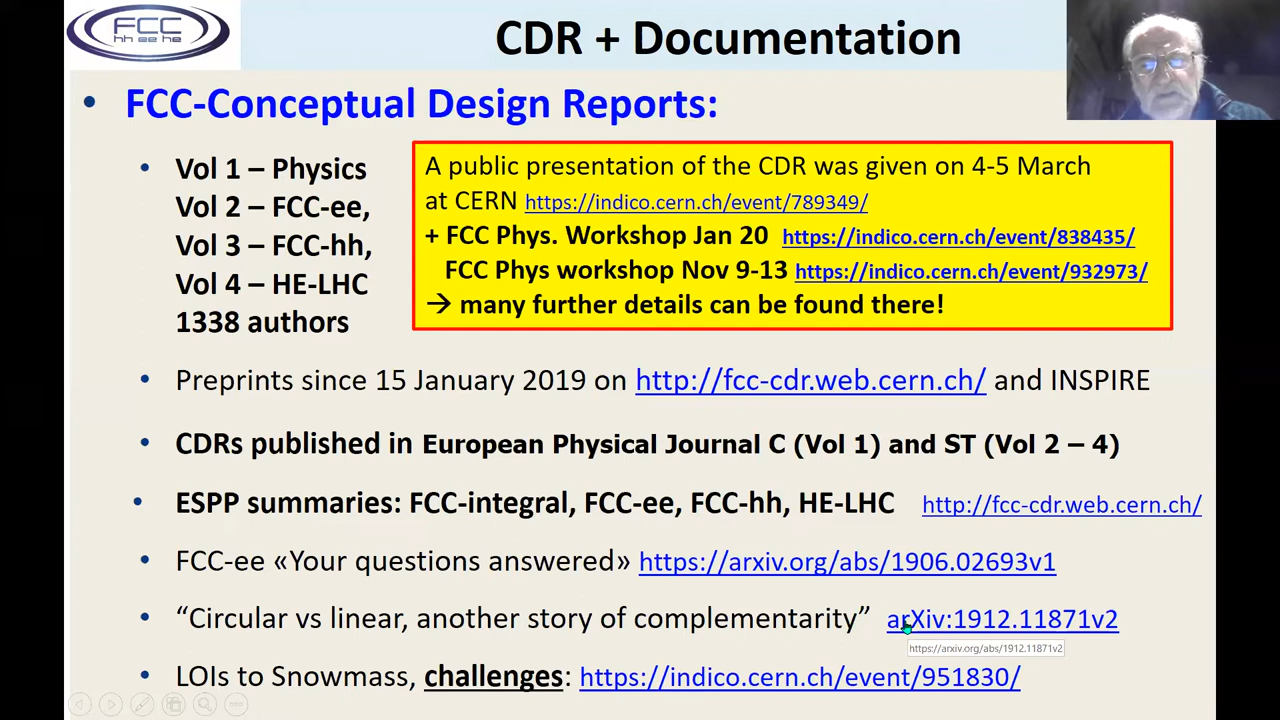 FCC
hh ee he
CDR + Documentation
• FCC-Conceptual Design Reports:
• Vol 1 – Physics
Vol 2 – FCC-ee,
Vol 3 – FCC-hh,
Vol 4 – HE-LHC
1338 authors
A public presentation of the CDR was given on 4-5 March
at CERN https://indico.cern.ch/event/789349/
+ FCC Phys. Workshop Jan 20 https://indico.cern.ch/event/838435/
FCC Phys workshop Nov 9-13 https://indico.cern.ch/event/932973/
→ many further details can be found there!
• Preprints since 15 January 2019 on http://fcc-cdr.web.cern.ch/ and INSPIRE
• CDRs published in European Physical Journal C (Vol 1) and ST (Vol 2 – 4)
• ESPP summaries: FCC-integral, FCC-ee, FCC-hh, HE-LHC http://fcc-cdr.web.cern.ch/
• FCC-ee «Your questions answered» https://arxiv.org/abs/1906.02693v1
• “Circular vs linear, another story of complementarity” arXiv:1912.11871v2
https://arxiv.org/abs/1912.11871v2
• LOIs to Snowmass, challenges: https://indico.cern.ch/event/951830/